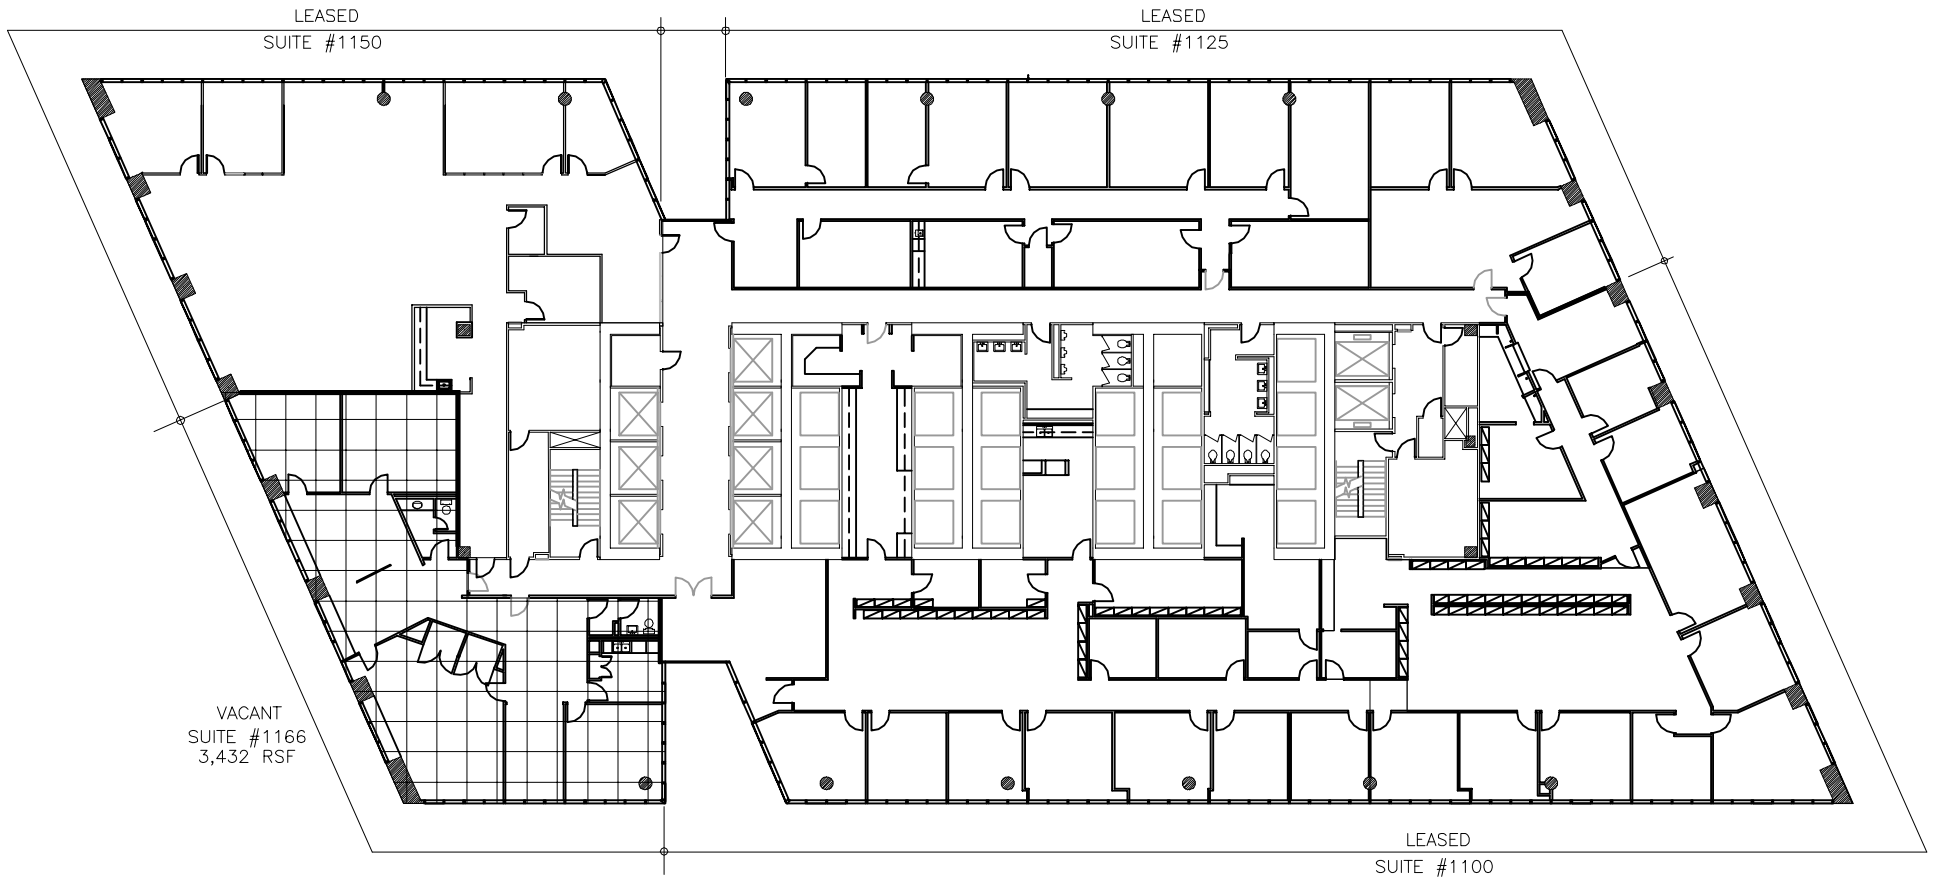 LEASED
SUITE #1150
LEASED
SUITE #1125
VACANT
SUITE #1166
3,432 RSF
LEASED
SUITE #1100